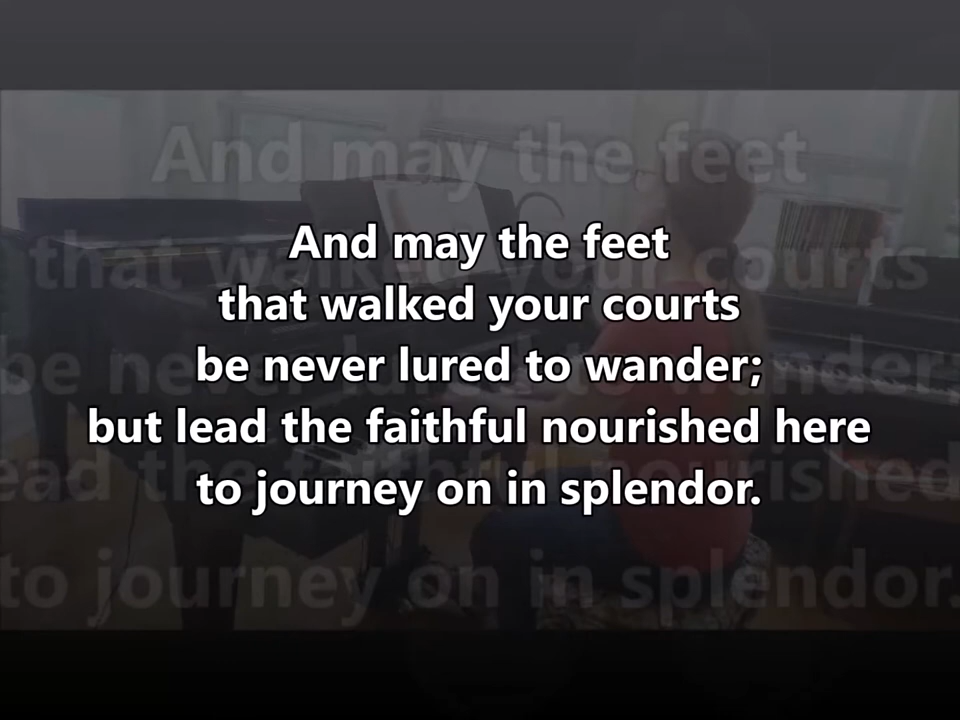 And may the feet
that walked your courts
be never lured to wander;
but lead the faithful nourished here
to journey on in splendor.